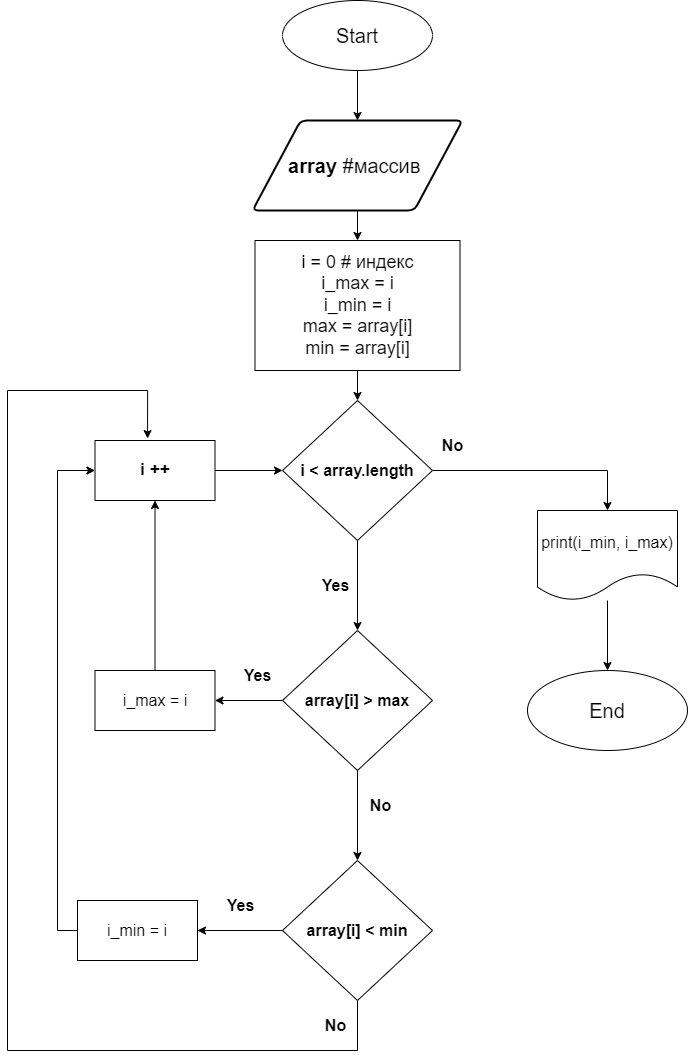 Start
array #массив
i = 0 # индекс
i_max = i
i_min = i
max = array[i]
min = array[i]
i ++
i < array.length
No
print(i_min, i_max)
Yes
i_max = i
Yes
array[i] > max
End
No
i_min = i
Yes
array[i] < min
No